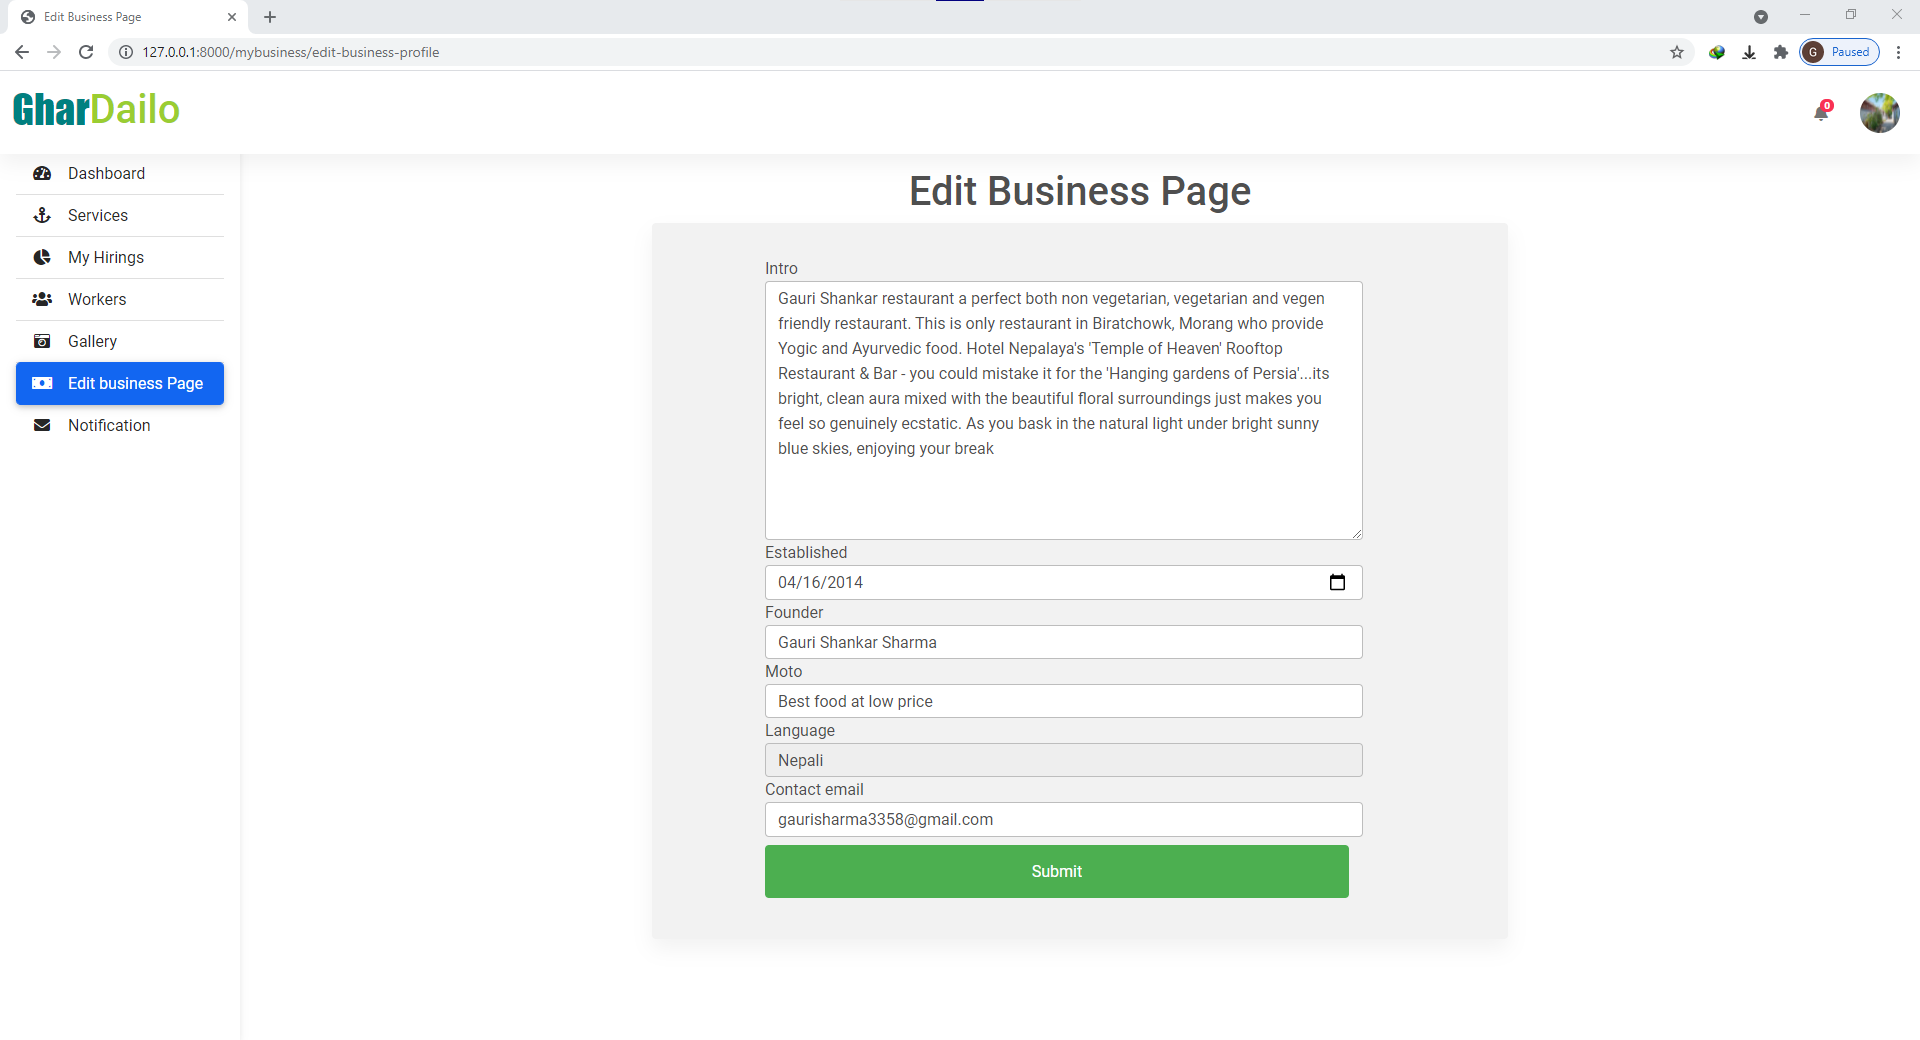 Edit Business Page
127.0.0.1:8000/mybusiness/edit-business-profile
G Paused
GharDailo
0
Dashboard
Services
My Hirings
Workers
Gallery
Edit business Page
Notification
Edit Business Page
Intro
Gauri Shankar restaurant a perfect both non vegetarian, vegetarian and vegen
friendly restaurant. This is only restaurant in Biratchowk, Morang who provide
Yogic and Ayurvedic food. Hotel Nepalaya's 'Temple of Heaven' Rooftop
Restaurant & Bar - you could mistake it for the 'Hanging gardens of Persia'...its
bright, clean aura mixed with the beautiful floral surroundings just makes you
feel so genuinely ecstatic. As you bask in the natural light under bright sunny
blue skies, enjoying your break
Established
04/16/2014
Founder
Gauri Shankar Sharma
Moto
Best food at low price
Language
Nepali
Contact email
gaurisharma3358@gmail.com
Submit